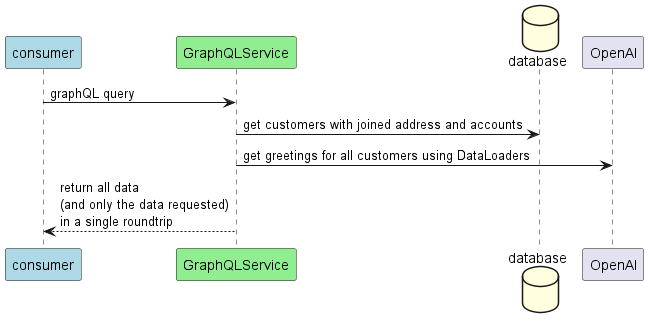 consumer
GraphQLService
database
OpenAI
graphQL query
get customers with joined address and accounts
get greetings for all customers using DataLoaders
return all data
(and only the data requested)
in a single roundtrip
consumer
GraphQLService
database
OpenAI